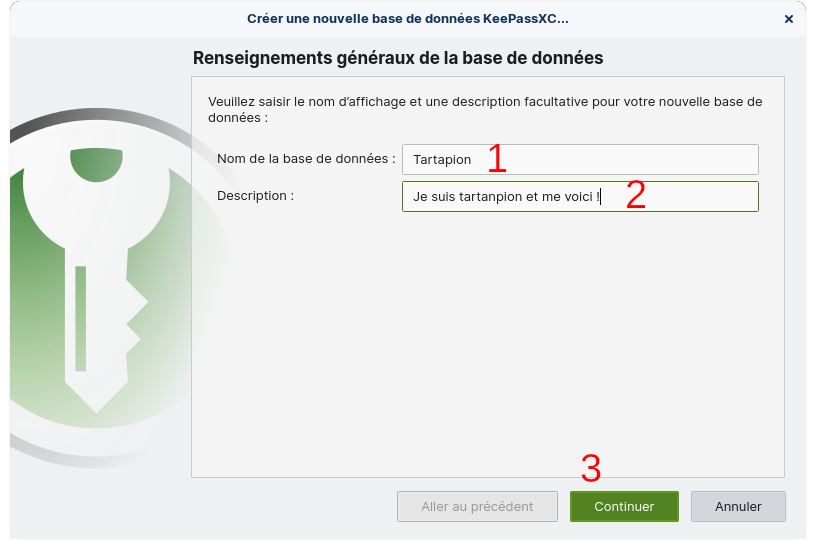 Créer une nouvelle base de données KeePassXC...
Renseignements généraux de la base de données
Veuillez saisir le nom d’affichage et une description facultative pour votre nouvelle base de
données :
Nom de la base de données : Tartapion 1
Description : Je suis tartanpion et me voici ! 2
3
Aller au précédent Continuer Annuler